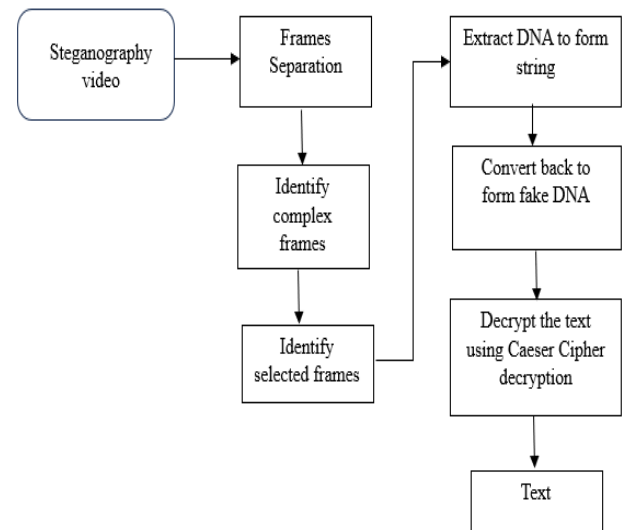 Steganography
video
Frames
Separation
Identify
complex
frames
Identify
selected frames
Extract DNA to form
string
Convert back to
form fake DNA
Decrypt the text
using Caeser Cipher
decryption
Text